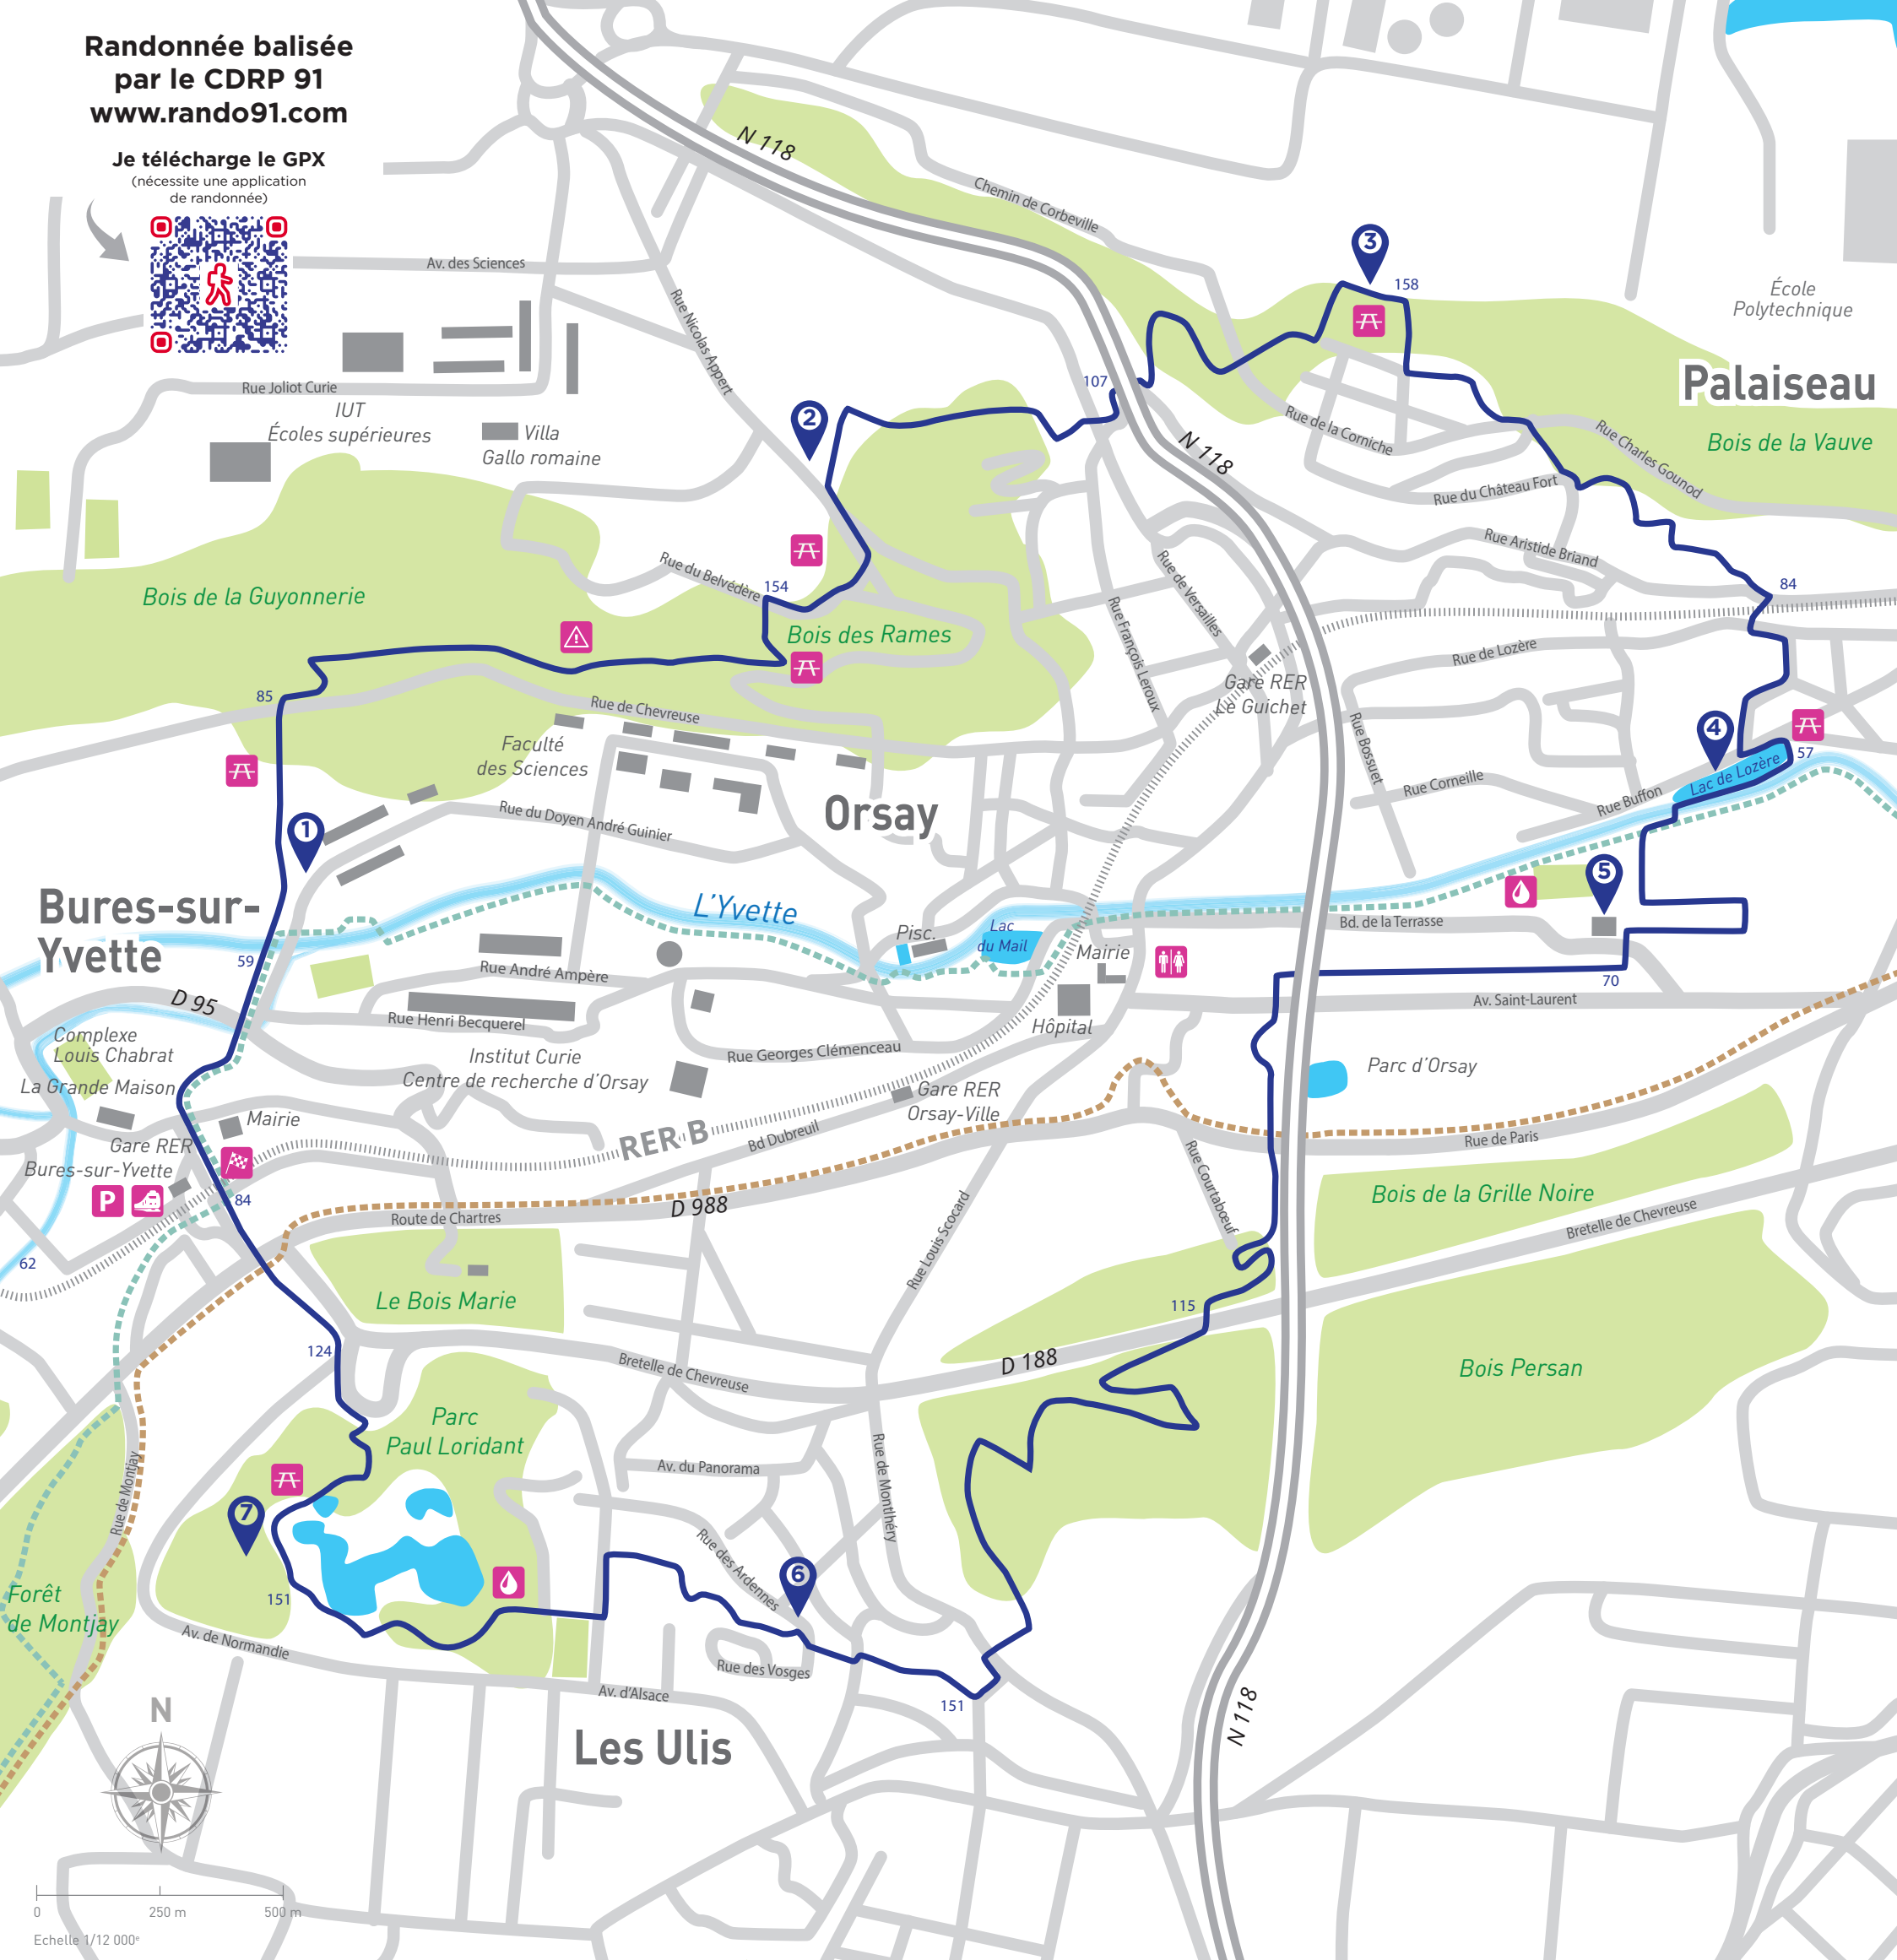 Randonnée balisée
par le CDRP 91
www.rando91.com
Je télécharge le GPX
(nécessite une application
de randonnée)
N 118
Chemin de Corbeville
Av. des Sciences
Rue Nicolas Appert
3
158
École
Polytechnique
Palaiseau
Rue Joliot Curie
IUT
Écoles supérieures
Villa
Gallo romaine
2
107
N 118
Rue de la Corniche
Rue Charles Gounod
Bois de la Vauve
Rue du Château Fort
Rue Aristide Briand
84
Bois de la Guyonnerie
Rue du Belvédère
154
Bois des Rames
Rue de Versailles
Rue François Leroux
Rue de Lozère
Gare RER
Le Guichet
85
Rue de Chevreuse
Faculté
des Sciences
Rue Bossuet
4
57
Lac de Lozère
Rue Corneille
Rue Buffon
1
Rue du Doyen André Guinier
Orsay
Bures-sur-
Yvette
L'Yvette
5
Pisc.
Lac
du Mail
Mairie
Bd. de la Terrasse
59
Rue André Ampère
70
D 95
Rue Henri Becquerel
Av. Saint-Laurent
Hôpital
Complexe
Louis Chabrat
Institut Curie
Centre de recherche d'Orsay
Rue Georges Clémenceau
Parc d'Orsay
La Grande Maison
Mairie
Gare RER
Orsay-Ville
Gare RER
Bures-sur-Yvette
RER B
Bd Dubreuil
Rue de Paris
P
84
Rue Courtabœuf
Bois de la Grille Noire
Route de Chartres
D 988
Rue Louis Scocard
Bretelle de Chevreuse
62
Le Bois Marie
115
124
Bretelle de Chevreuse
D 188
Bois Persan
Parc
Paul Loridant
Rue de Montjay
Av. du Panorama
Rue de Montlhéry
7
Rue des Ardennes
6
151
Forêt
de Montjay
Av. de Normandie
Rue des Vosges
Av. d'Alsace
151
N 118
Les Ulis
N
0
250 m
500 m
Echelle 1/12 000e